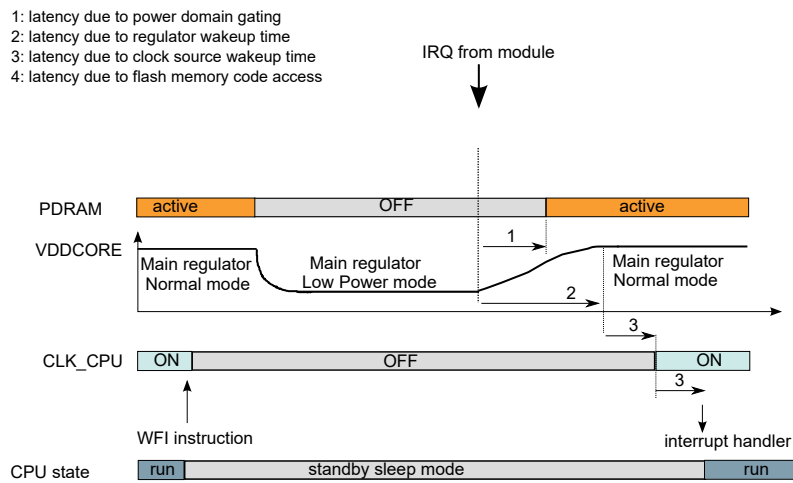 1: latency due to power domain gating
2: latency due to regulator wakeup time
3: latency due to clock source wakeup time
4: latency due to flash memory code access
IRQ from module
PDRAM
active
OFF
active
VDDCORE
1
Main regulator
Normal mode
Main regulator
Low Power mode
Main regulator
Normal mode
2
3
CLK_CPU
ON
OFF
ON
3
WFI instruction
interrupt handler
CPU state
run
standby sleep mode
run